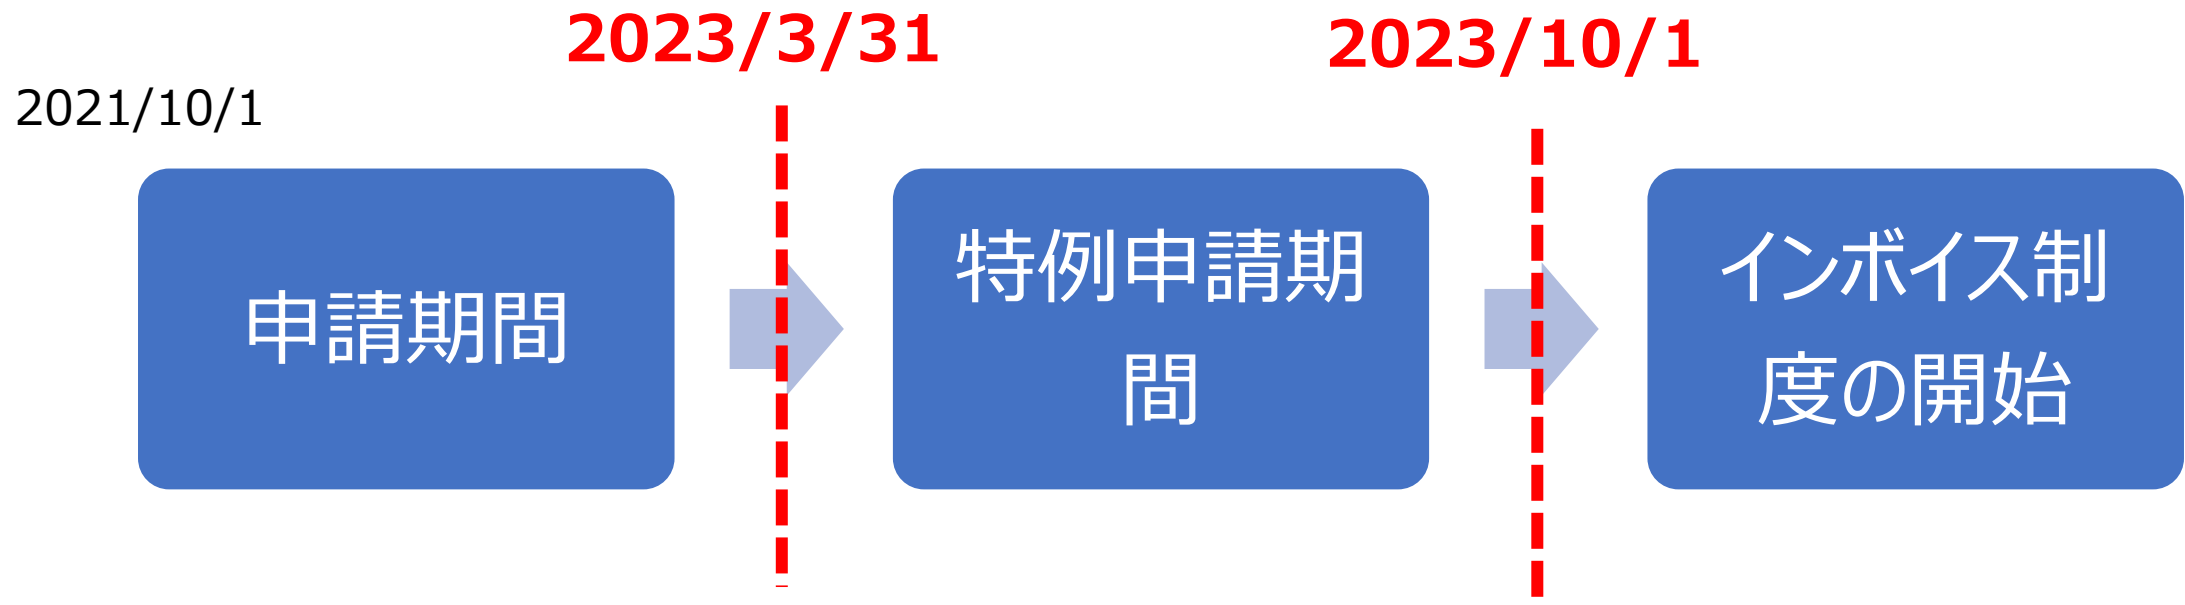 2023/3/31
2023/10/1
2021/10/1
申請期間
特例申請期
間
インボイス制
度の開始